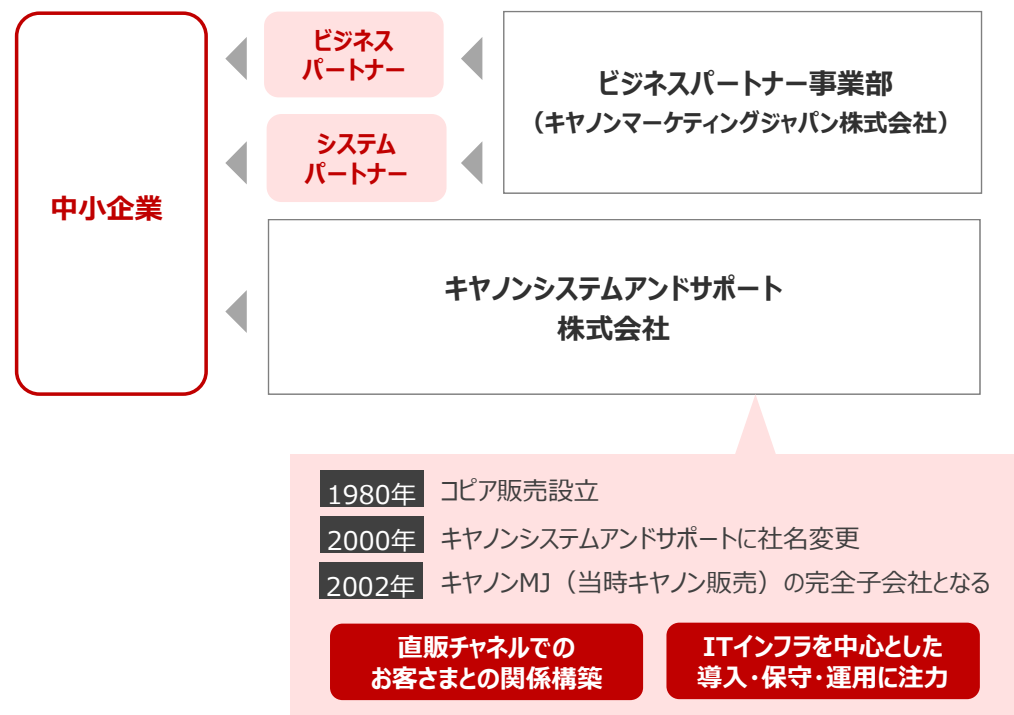 中小企業
ビジネス
パートナー
システム
パートナー
ビジネスパートナー事業部
（キヤノンマーケティングジャパン株式会社）
キヤノンシステムアンドサポート
株式会社
1980年 コピア販売設立
2000年 キヤノンシステムアンドサポートに社名変更
2002年 キヤノンMJ（当時キヤノン販売）の完全子会社となる
直販チャネルでの
お客さまとの関係構築
ITインフラを中心とした
導入・保守・運用に注力